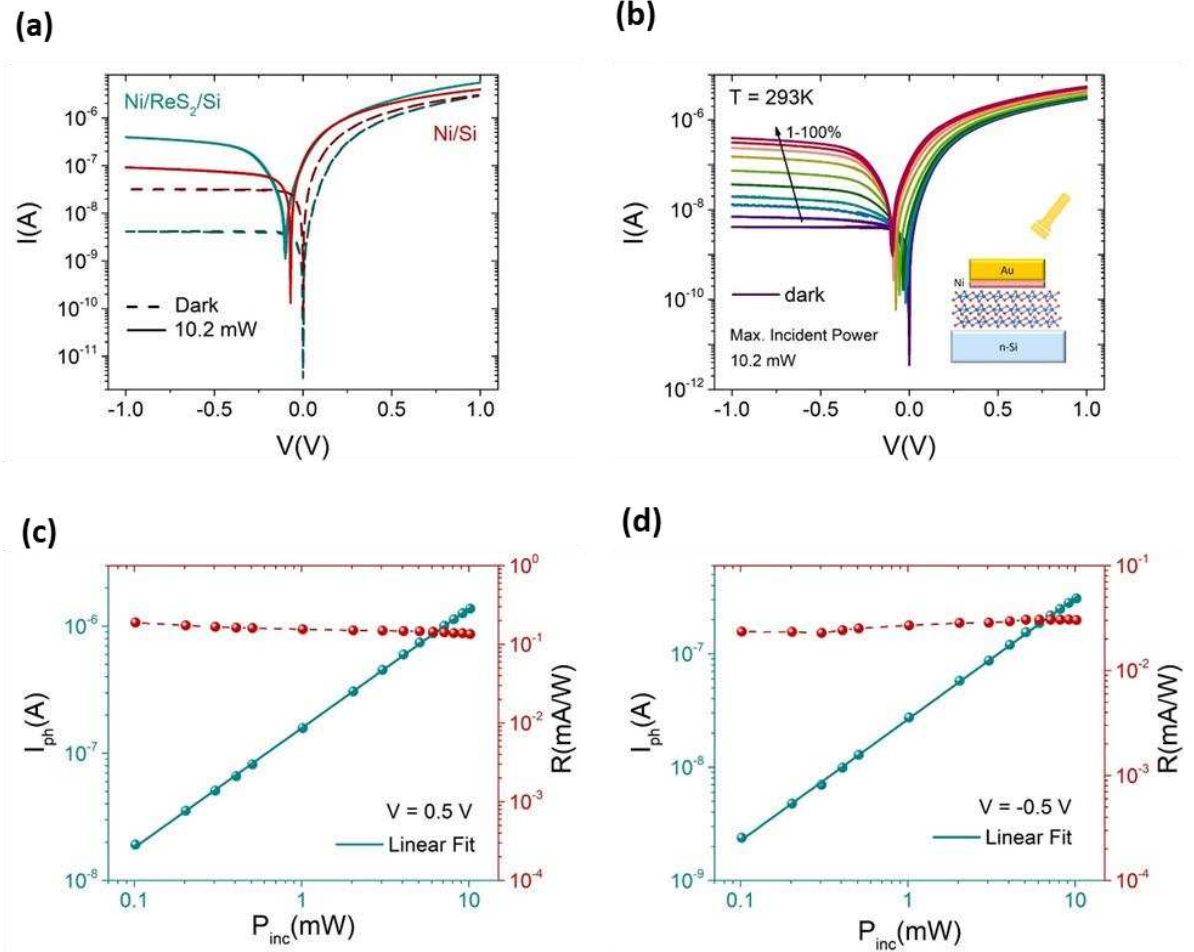 (a)
Ni/ReS₂/Si
Ni/Si
Dark
10.2 mW
I(A)
10⁻⁶
10⁻⁷
10⁻⁸
10⁻⁹
10⁻¹⁰
10⁻¹¹
-1.0 -0.5 0.0 0.5 1.0
V(V)
(b)
T = 293K
1-100%
dark
Max. Incident Power
10.2 mW
Au
Ni
n-Si
I(A)
10⁻⁶
10⁻⁸
10⁻¹⁰
10⁻¹²
-1.0 -0.5 0.0 0.5 1.0
V(V)
(c)
I_ph(A)
10⁻⁶
10⁻⁷
10⁻⁸
V = 0.5 V
Linear Fit
10⁰
10⁻¹
10⁻²
10⁻³
10⁻⁴
R(mA/W)
0.1 1 10
P_inc(mW)
(d)
I_ph(A)
10⁻⁷
10⁻⁸
10⁻⁹
V = -0.5 V
Linear Fit
10⁻¹
10⁻²
10⁻³
10⁻⁴
R(mA/W)
0.1 1 10
P_inc(mW)